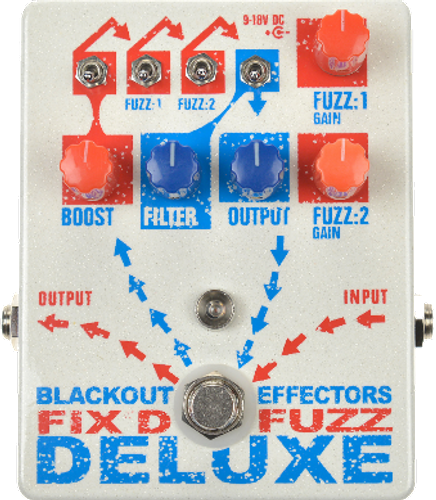 9-18V DC
FUZZ:1 FUZZ:2
FUZZ:1
GAIN
BOOST FILTER OUTPUT FUZZ:2
GAIN
OUTPUT INPUT
BLACKOUT EFFECTORS
FIX D FUZZ
DELUXE